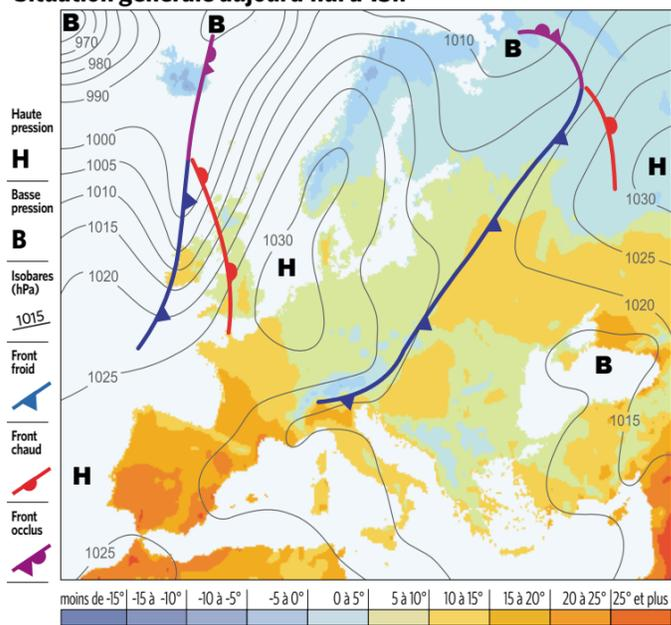 B
B
970
980
990
1010
B
Haute
pression
H
1000
1005
1010
1015
1020
Basse
pression
B
Isobares
(hPa)
1015
1030
H
H
1030
1025
1020
Front
froid
1025
B
1015
Front
chaud
H
Front
occlus
1025
moins de -15° -15 à -10° -10 à -5° -5 à 0° 0 à 5° 5 à 10° 10 à 15° 15 à 20° 20 à 25° 25° et plus